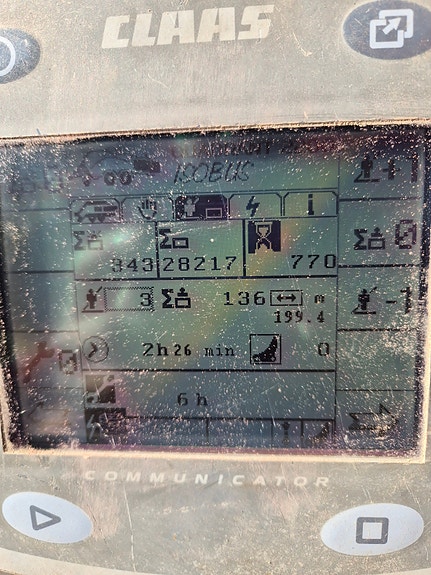 CLAAS
ISOBUS
343 28217 770
3 136 m
199.4
2h26 min 0
6 h
COMMUNICATOR